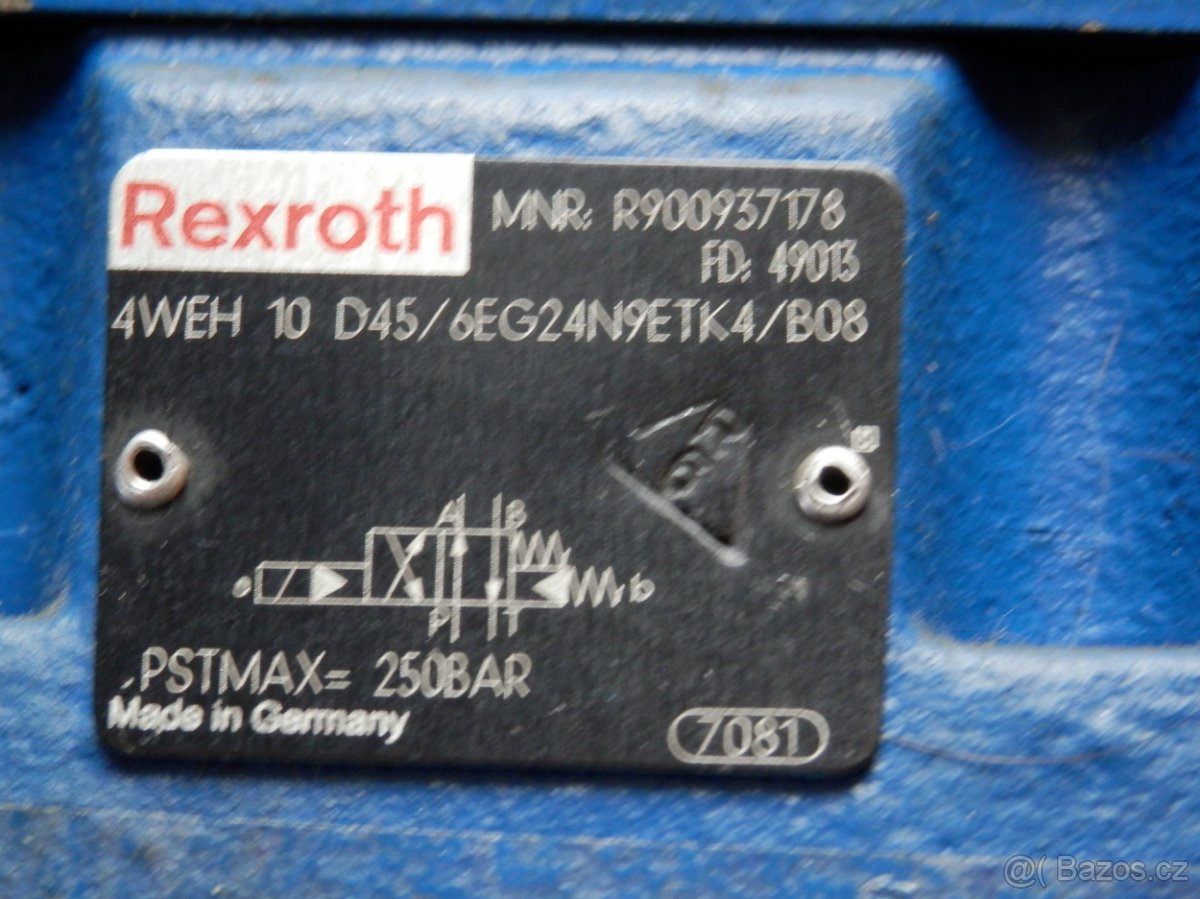 Rexroth
MNR: R900937178
FD: 49013
4WEH 10 D45/6EG24N9ETK4/B08
A B
a b
P T
PSTMAX= 250BAR
Made in Germany
7081
@( Bazos.cz